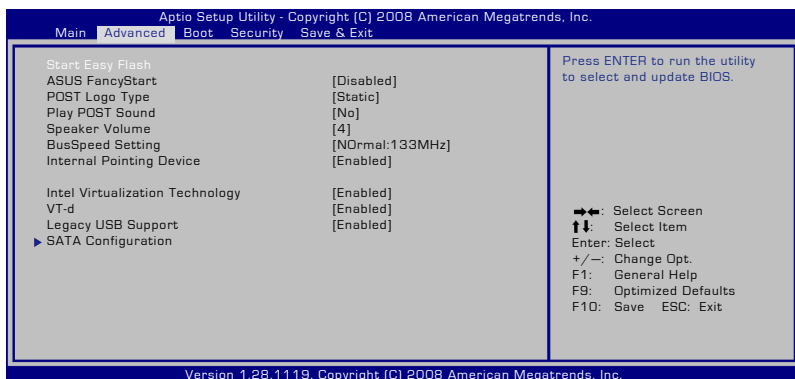 Aptio Setup Utility - Copyright (C) 2008 American Megatrends, Inc.
Main Advanced Boot Security Save & Exit
Start Easy Flash
ASUS FancyStart [Disabled]
POST Logo Type [Static]
Play POST Sound [No]
Speaker Volume [4]
BusSpeed Setting [NOrmal:133MHz]
Internal Pointing Device [Enabled]
Intel Virtualization Technology [Enabled]
VT-d [Enabled]
Legacy USB Support [Enabled]
SATA Configuration
Press ENTER to run the utility
to select and update BIOS.
→←: Select Screen
↑↓: Select Item
Enter: Select
+/—: Change Opt.
F1: General Help
F9: Optimized Defaults
F10: Save ESC: Exit
Version 1.28.1119. Copyright (C) 2008 American Megatrends, Inc.